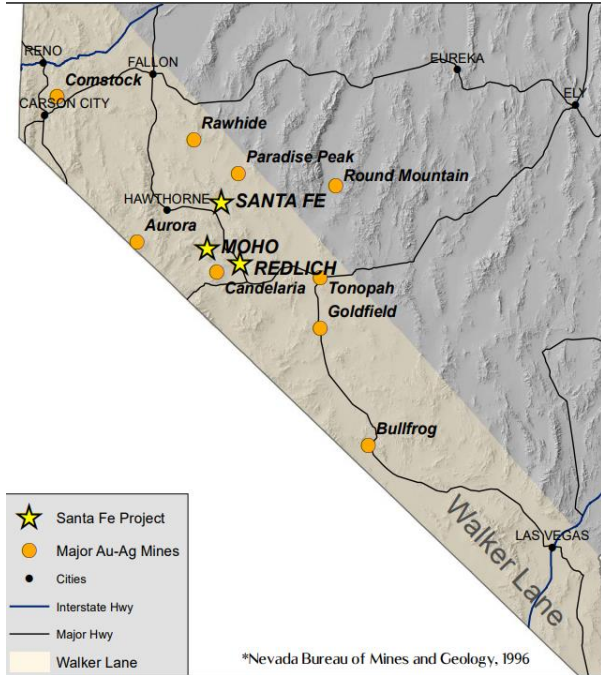 RENO
Comstock
CARSON CITY
FALLON
EUREKA
ELY
Rawhide
Paradise Peak
Round Mountain
HAWTHORNE
SANTA FE
Aurora
MOHO
REDLICH
Candelaria
Tonopah
Goldfield
Bullfrog
LAS VEGAS
Walker Lane
Santa Fe Project
Major Au-Ag Mines
Cities
Interstate Hwy
Major Hwy
Walker Lane
*Nevada Bureau of Mines and Geology, 1996